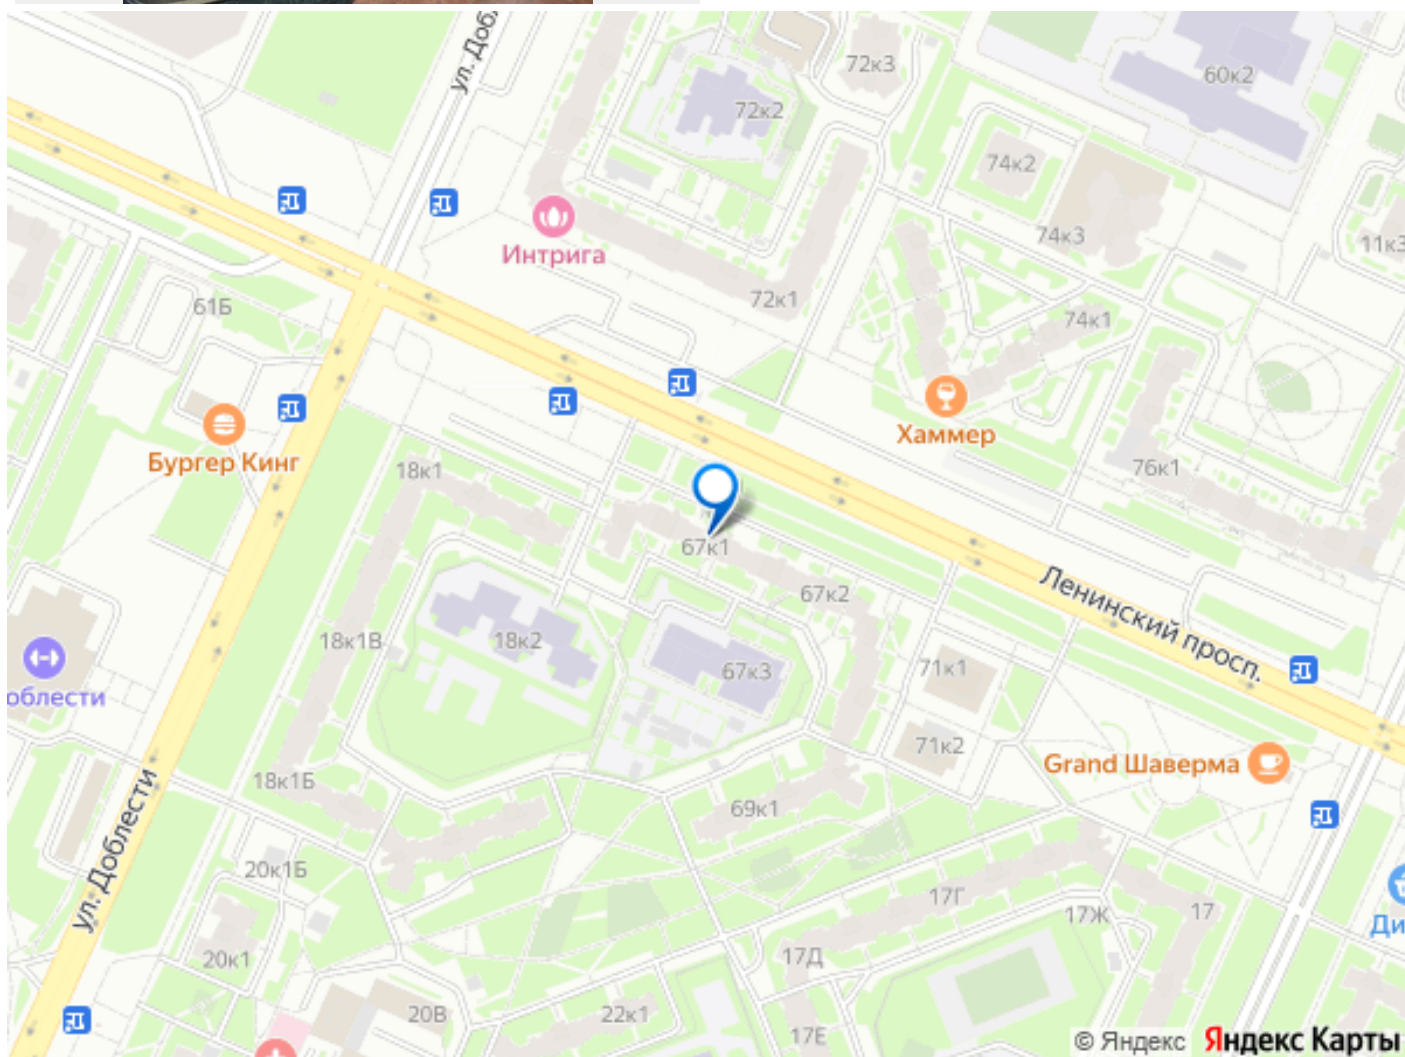 ул. Доб
72к3
60к2
72к2
74к2
74к3
11к3
Интрига
72к1
61Б
74к1
Хаммер
Бургер Кинг
18к1
76к1
67к1
Ленинский просп.
67к2
18к1В
18к2
67к3
71к1
облести
71к2
Grand Шаверма
18к1Б
69к1
ул. Доблести
20к1Б
17Г
17Ж
17
Ди
17Д
20к1
20В
22к1
17Е
© Яндекс Яндекс Карты